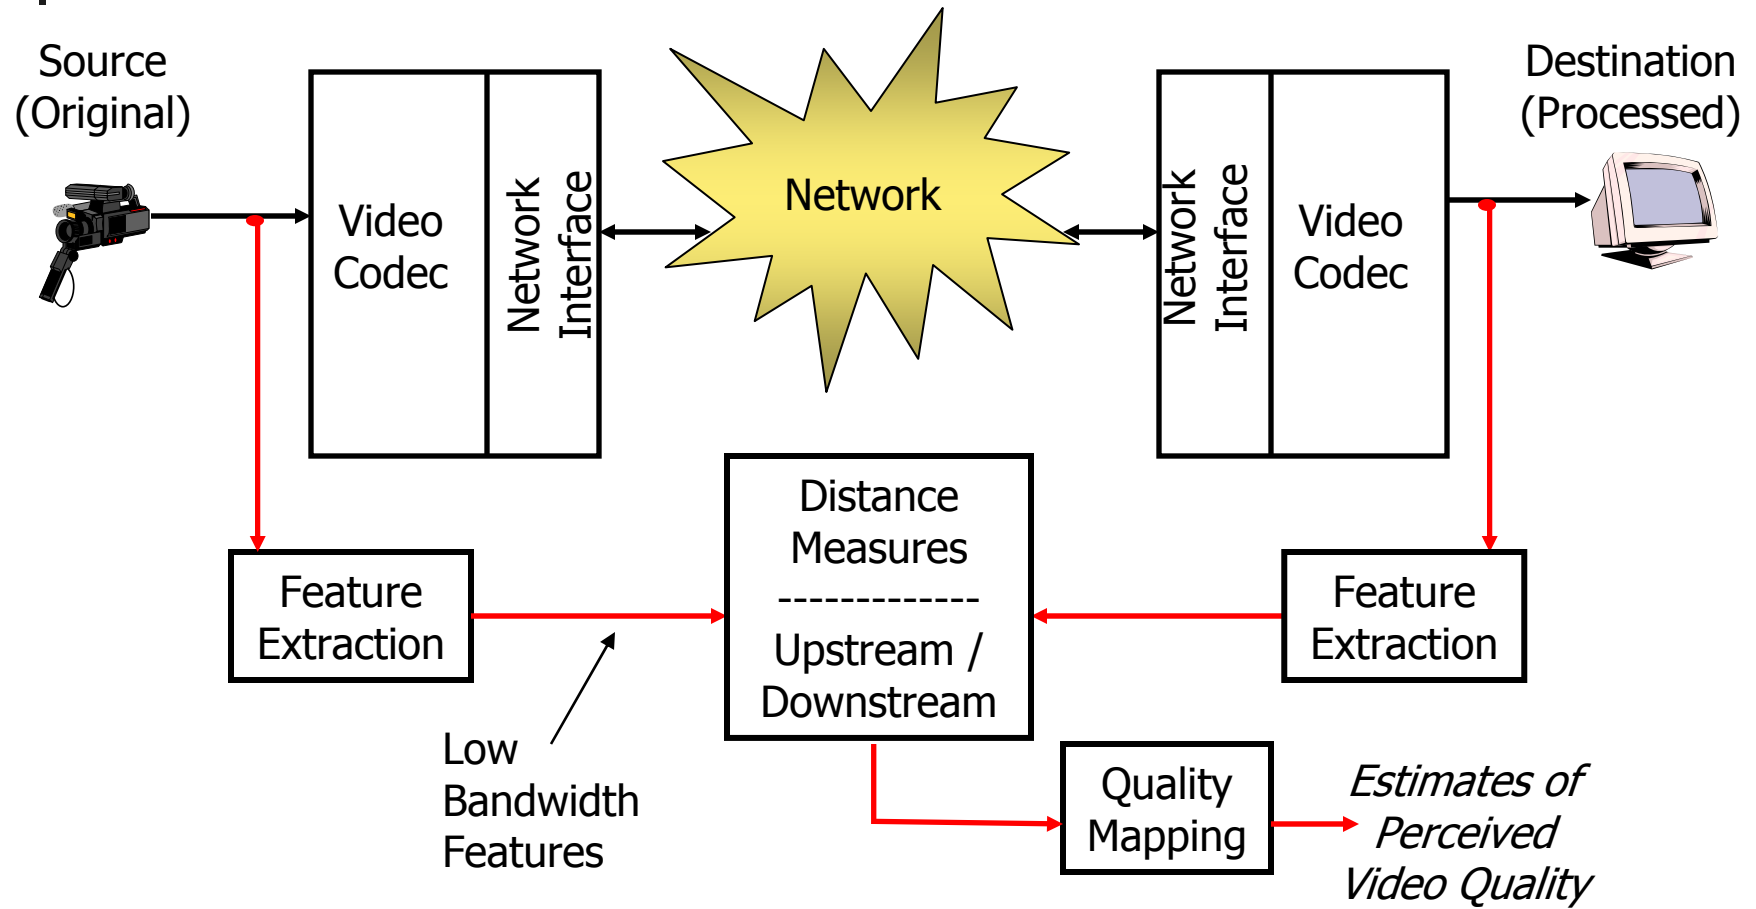 Source
(Original)
Video
Codec
Network
Interface
Network
Network
Interface
Video
Codec
Destination
(Processed)
Feature
Extraction
Low
Bandwidth
Features
Distance
Measures
-------------
Upstream /
Downstream
Feature
Extraction
Quality
Mapping
Estimates of
Perceived
Video Quality